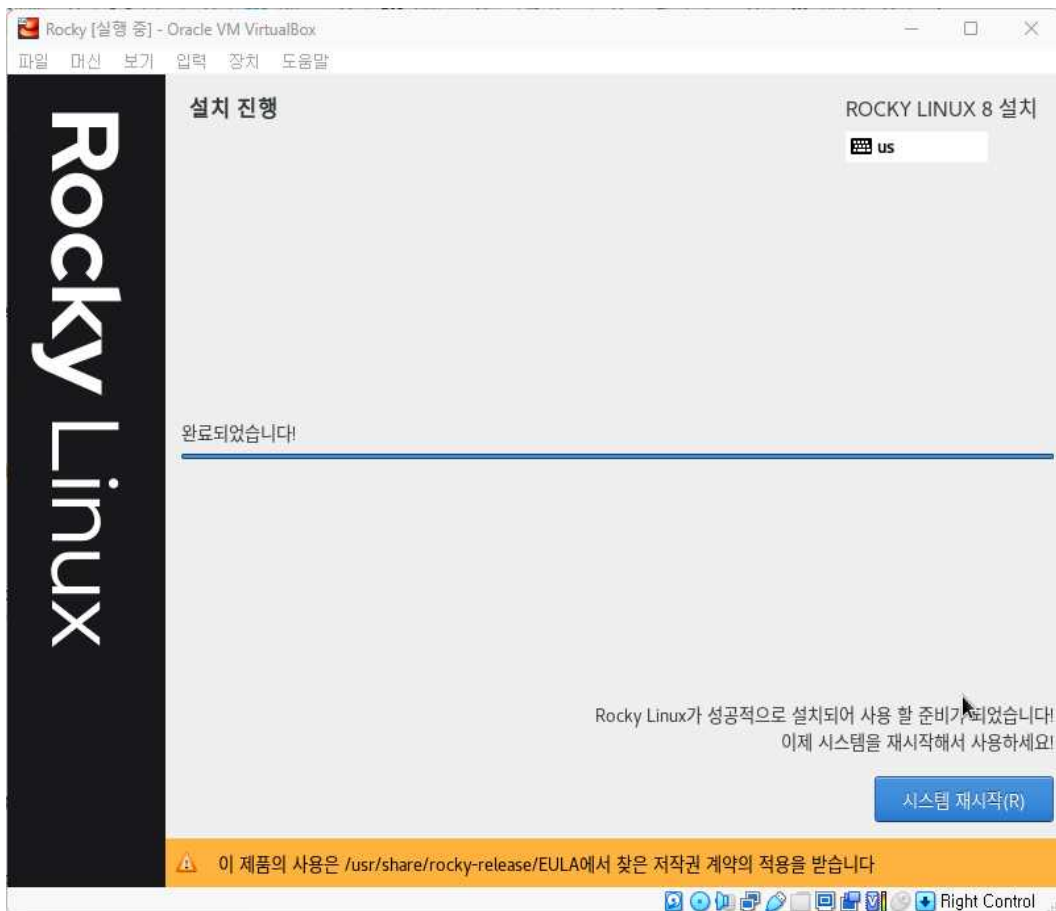 Rocky [실행 중] - Oracle VM VirtualBox
파일 머신 보기 입력 장치 도움말
Rocky Linux
설치 진행
ROCKY LINUX 8 설치
us
완료되었습니다!
Rocky Linux가 성공적으로 설치되어 사용 할 준비가 되었습니다!
이제 시스템을 재시작해서 사용하세요!
시스템 재시작(R)
이 제품의 사용은 /usr/share/rocky-release/EULA에서 찾은 저작권 계약의 적용을 받습니다
Right Control